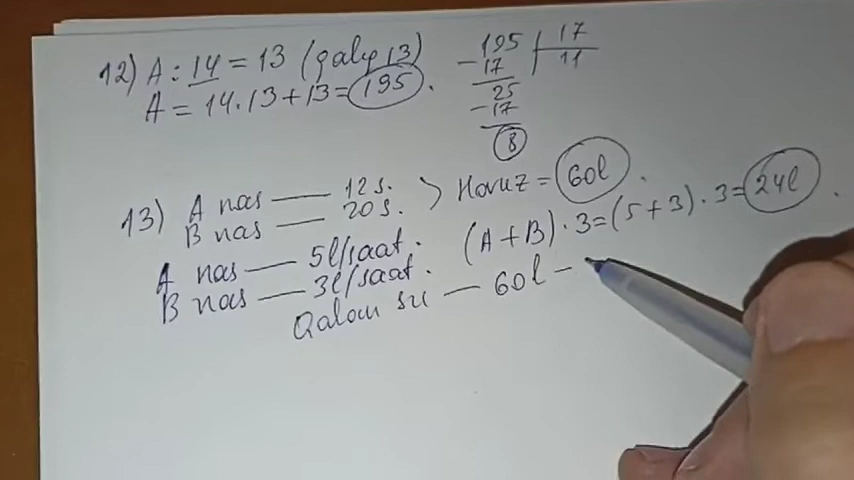 12) A : 14 = 13 (qalıq 13)
A = 14·13+13= 195.
195 | 17
-17 | 11
25
-17
8
13) A nas — 12 s.
B nas — 20 s. > Hovuz = 60l.
A nas — 5l/saat.
B nas — 3l/saat.
(A+B)·3=(5+3)·3= 24l.
Qalan su — 60l –